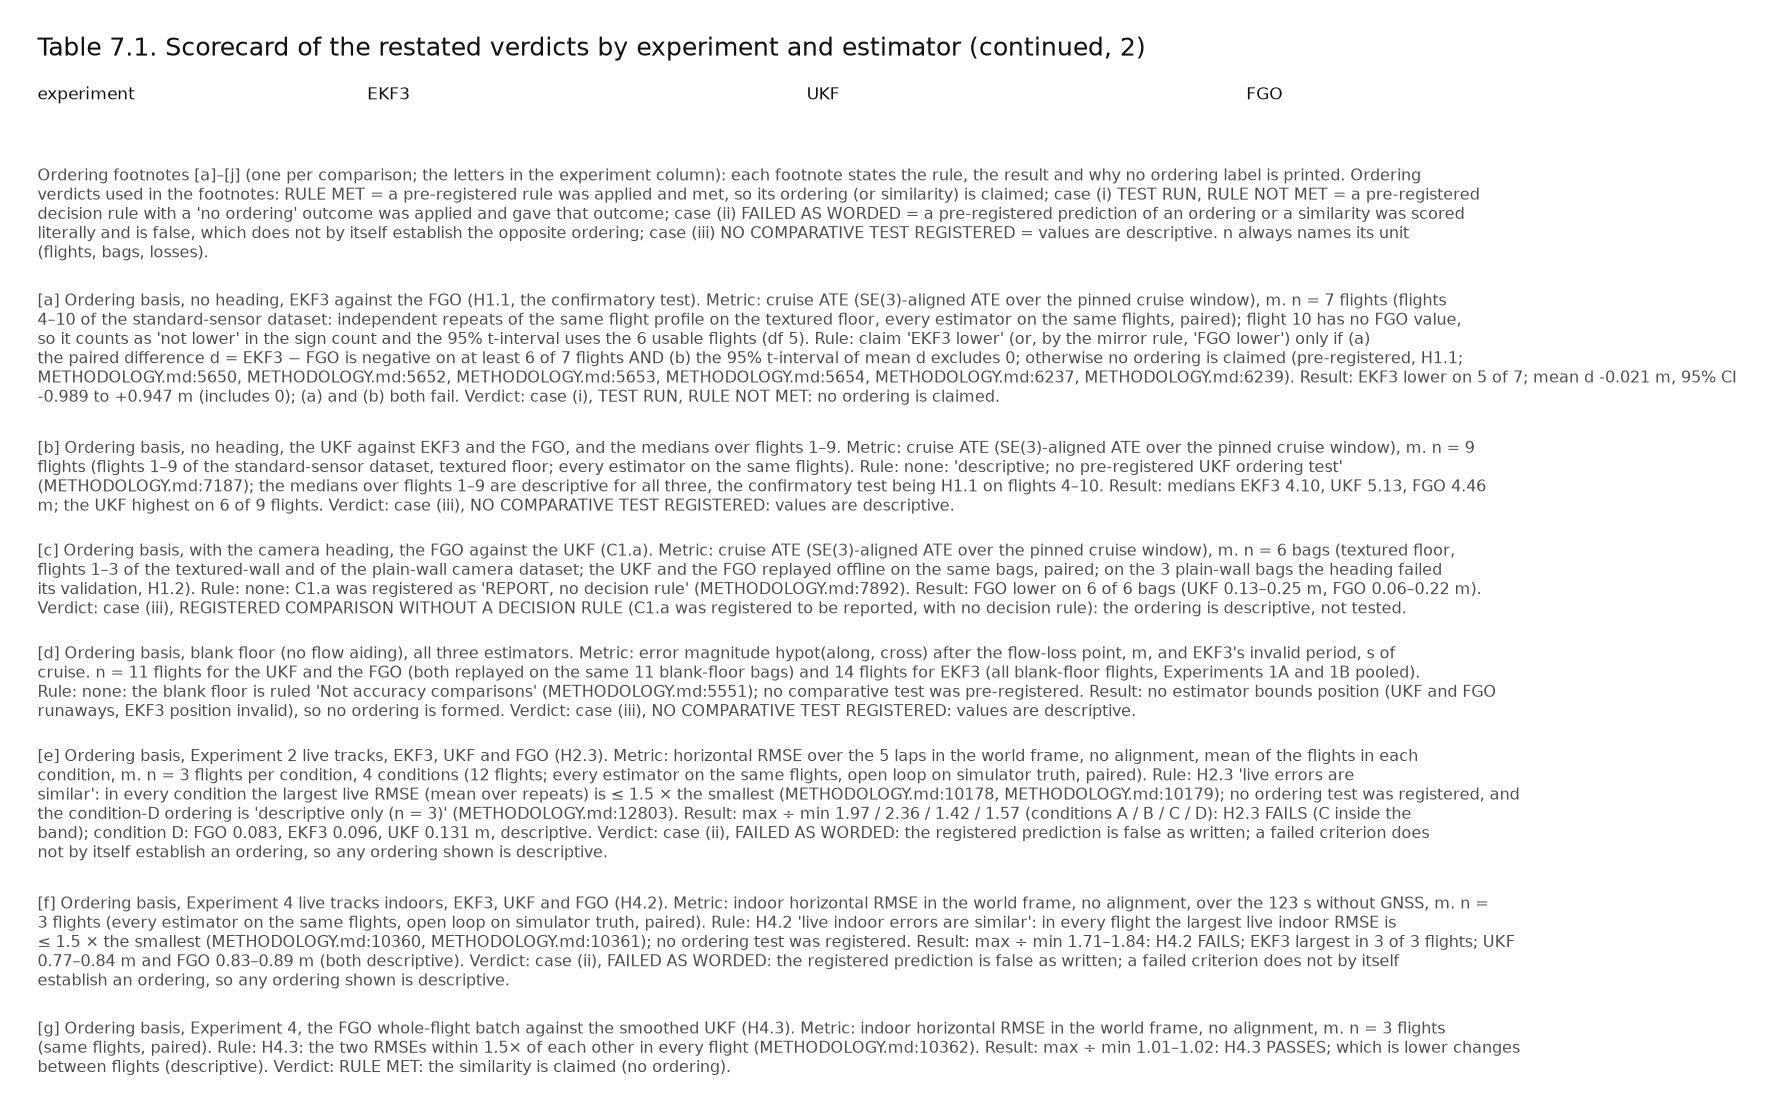 Table 7.1. Scorecard of the restated verdicts by experiment and estimator (continued, 2)
experiment EKF3 UKF FGO
Ordering footnotes [a]–[j] (one per comparison; the letters in the experiment column): each footnote states the rule, the result and why no ordering label is printed. Ordering
verdicts used in the footnotes: RULE MET = a pre-registered rule was applied and met, so its ordering (or similarity) is claimed; case (i) TEST RUN, RULE NOT MET = a pre-registered
decision rule with a 'no ordering' outcome was applied and gave that outcome; case (ii) FAILED AS WORDED = a pre-registered prediction of an ordering or a similarity was scored
literally and is false, which does not by itself establish the opposite ordering; case (iii) NO COMPARATIVE TEST REGISTERED = values are descriptive. n always names its unit
(flights, bags, losses).
[a] Ordering basis, no heading, EKF3 against the FGO (H1.1, the confirmatory test). Metric: cruise ATE (SE(3)-aligned ATE over the pinned cruise window), m. n = 7 flights (flights
4–10 of the standard-sensor dataset: independent repeats of the same flight profile on the textured floor, every estimator on the same flights, paired); flight 10 has no FGO value,
so it counts as 'not lower' in the sign count and the 95% t-interval uses the 6 usable flights (df 5). Rule: claim 'EKF3 lower' (or, by the mirror rule, 'FGO lower') only if (a)
the paired difference d = EKF3 − FGO is negative on at least 6 of 7 flights AND (b) the 95% t-interval of mean d excludes 0; otherwise no ordering is claimed (pre-registered, H1.1;
METHODOLOGY.md:5650, METHODOLOGY.md:5652, METHODOLOGY.md:5653, METHODOLOGY.md:5654, METHODOLOGY.md:6237, METHODOLOGY.md:6239). Result: EKF3 lower on 5 of 7; mean d -0.021 m, 95% CI
-0.989 to +0.947 m (includes 0); (a) and (b) both fail. Verdict: case (i), TEST RUN, RULE NOT MET: no ordering is claimed.
[b] Ordering basis, no heading, the UKF against EKF3 and the FGO, and the medians over flights 1–9. Metric: cruise ATE (SE(3)-aligned ATE over the pinned cruise window), m. n = 9
flights (flights 1–9 of the standard-sensor dataset, textured floor; every estimator on the same flights). Rule: none: 'descriptive; no pre-registered UKF ordering test'
(METHODOLOGY.md:7187); the medians over flights 1–9 are descriptive for all three, the confirmatory test being H1.1 on flights 4–10. Result: medians EKF3 4.10, UKF 5.13, FGO 4.46
m; the UKF highest on 6 of 9 flights. Verdict: case (iii), NO COMPARATIVE TEST REGISTERED: values are descriptive.
[c] Ordering basis, with the camera heading, the FGO against the UKF (C1.a). Metric: cruise ATE (SE(3)-aligned ATE over the pinned cruise window), m. n = 6 bags (textured floor,
flights 1–3 of the textured-wall and of the plain-wall camera dataset; the UKF and the FGO replayed offline on the same bags, paired; on the 3 plain-wall bags the heading failed
its validation, H1.2). Rule: none: C1.a was registered as 'REPORT, no decision rule' (METHODOLOGY.md:7892). Result: FGO lower on 6 of 6 bags (UKF 0.13–0.25 m, FGO 0.06–0.22 m).
Verdict: case (iii), REGISTERED COMPARISON WITHOUT A DECISION RULE (C1.a was registered to be reported, with no decision rule): the ordering is descriptive, not tested.
[d] Ordering basis, blank floor (no flow aiding), all three estimators. Metric: error magnitude hypot(along, cross) after the flow-loss point, m, and EKF3's invalid period, s of
cruise. n = 11 flights for the UKF and the FGO (both replayed on the same 11 blank-floor bags) and 14 flights for EKF3 (all blank-floor flights, Experiments 1A and 1B pooled).
Rule: none: the blank floor is ruled 'Not accuracy comparisons' (METHODOLOGY.md:5551); no comparative test was pre-registered. Result: no estimator bounds position (UKF and FGO
runaways, EKF3 position invalid), so no ordering is formed. Verdict: case (iii), NO COMPARATIVE TEST REGISTERED: values are descriptive.
[e] Ordering basis, Experiment 2 live tracks, EKF3, UKF and FGO (H2.3). Metric: horizontal RMSE over the 5 laps in the world frame, no alignment, mean of the flights in each
condition, m. n = 3 flights per condition, 4 conditions (12 flights; every estimator on the same flights, open loop on simulator truth, paired). Rule: H2.3 'live errors are
similar': in every condition the largest live RMSE (mean over repeats) is ≤ 1.5 × the smallest (METHODOLOGY.md:10178, METHODOLOGY.md:10179); no ordering test was registered, and
the condition-D ordering is 'descriptive only (n = 3)' (METHODOLOGY.md:12803). Result: max ÷ min 1.97 / 2.36 / 1.42 / 1.57 (conditions A / B / C / D): H2.3 FAILS (C inside the
band); condition D: FGO 0.083, EKF3 0.096, UKF 0.131 m, descriptive. Verdict: case (ii), FAILED AS WORDED: the registered prediction is false as written; a failed criterion does
not by itself establish an ordering, so any ordering shown is descriptive.
[f] Ordering basis, Experiment 4 live tracks indoors, EKF3, UKF and FGO (H4.2). Metric: indoor horizontal RMSE in the world frame, no alignment, over the 123 s without GNSS, m. n =
3 flights (every estimator on the same flights, open loop on simulator truth, paired). Rule: H4.2 'live indoor errors are similar': in every flight the largest live indoor RMSE is
≤ 1.5 × the smallest (METHODOLOGY.md:10360, METHODOLOGY.md:10361); no ordering test was registered. Result: max ÷ min 1.71–1.84: H4.2 FAILS; EKF3 largest in 3 of 3 flights; UKF
0.77–0.84 m and FGO 0.83–0.89 m (both descriptive). Verdict: case (ii), FAILED AS WORDED: the registered prediction is false as written; a failed criterion does not by itself
establish an ordering, so any ordering shown is descriptive.
[g] Ordering basis, Experiment 4, the FGO whole-flight batch against the smoothed UKF (H4.3). Metric: indoor horizontal RMSE in the world frame, no alignment, m. n = 3 flights
(same flights, paired). Rule: H4.3: the two RMSEs within 1.5× of each other in every flight (METHODOLOGY.md:10362). Result: max ÷ min 1.01–1.02: H4.3 PASSES; which is lower changes
between flights (descriptive). Verdict: RULE MET: the similarity is claimed (no ordering).